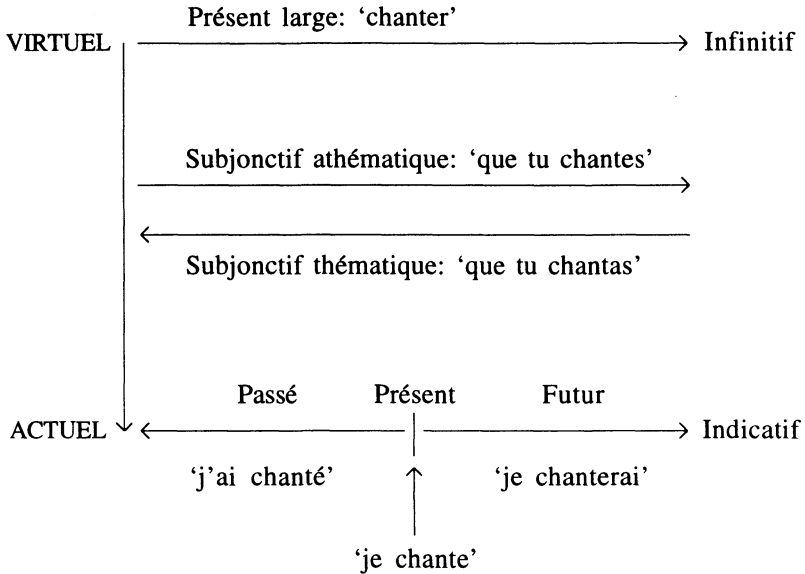 Présent large: ‘chanter’
VIRTUEL Infinitif
Subjonctif athématique: ‘que tu chantes’
Subjonctif thématique: ‘que tu chantas’
Passé Présent Futur
ACTUEL Indicatif
‘j’ai chanté’ ‘je chanterai’
‘je chante’